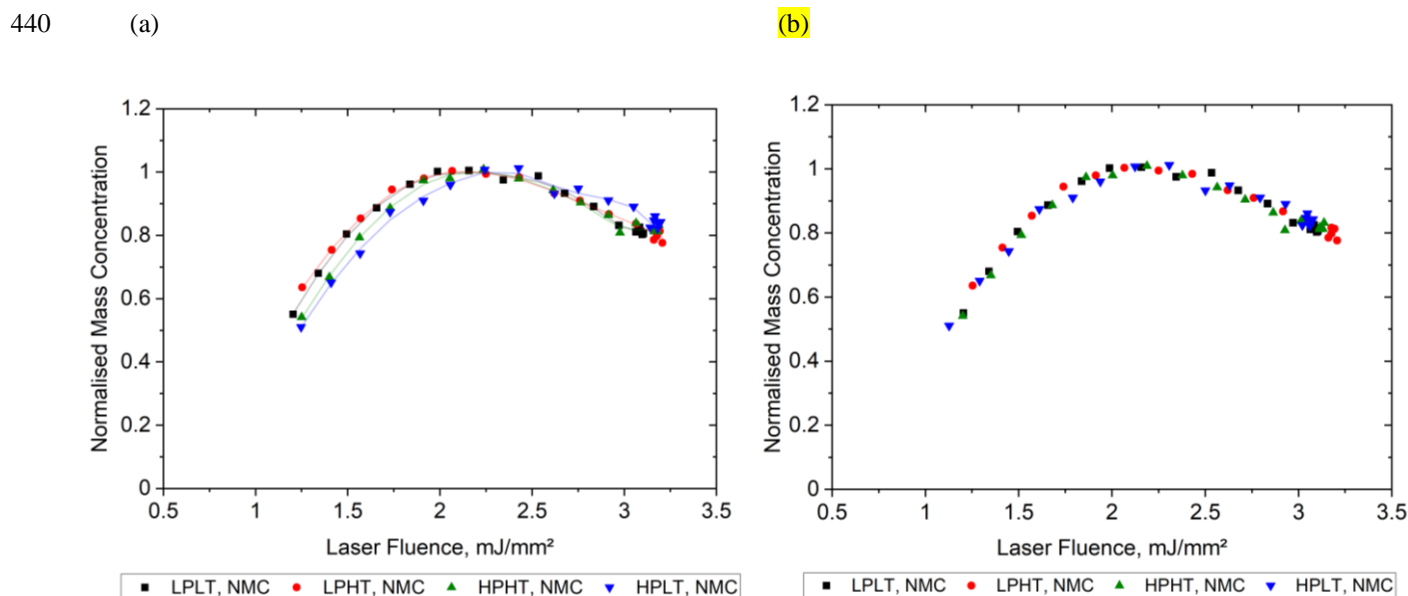 440 (a) (b)
Normalised Mass Concentration
1.2
1
0.8
0.6
0.4
0.2
0
0.5 1 1.5 2 2.5 3 3.5
Laser Fluence, mJ/mm²
LPLT, NMC LPHT, NMC HPHT, NMC HPLT, NMC
Normalised Mass Concentration
1.2
1
0.8
0.6
0.4
0.2
0
0.5 1 1.5 2 2.5 3 3.5
Laser Fluence, mJ/mm²
LPLT, NMC LPHT, NMC HPHT, NMC HPLT, NMC